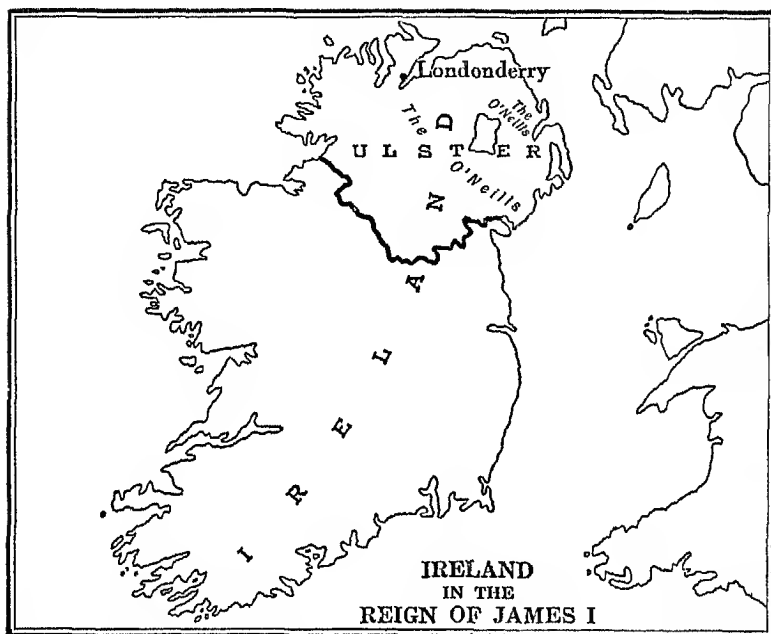 Londonderry
The O'Neills
The O'Neills
ULSTER
IRELAND
IRELAND
IN THE
REIGN OF JAMES I